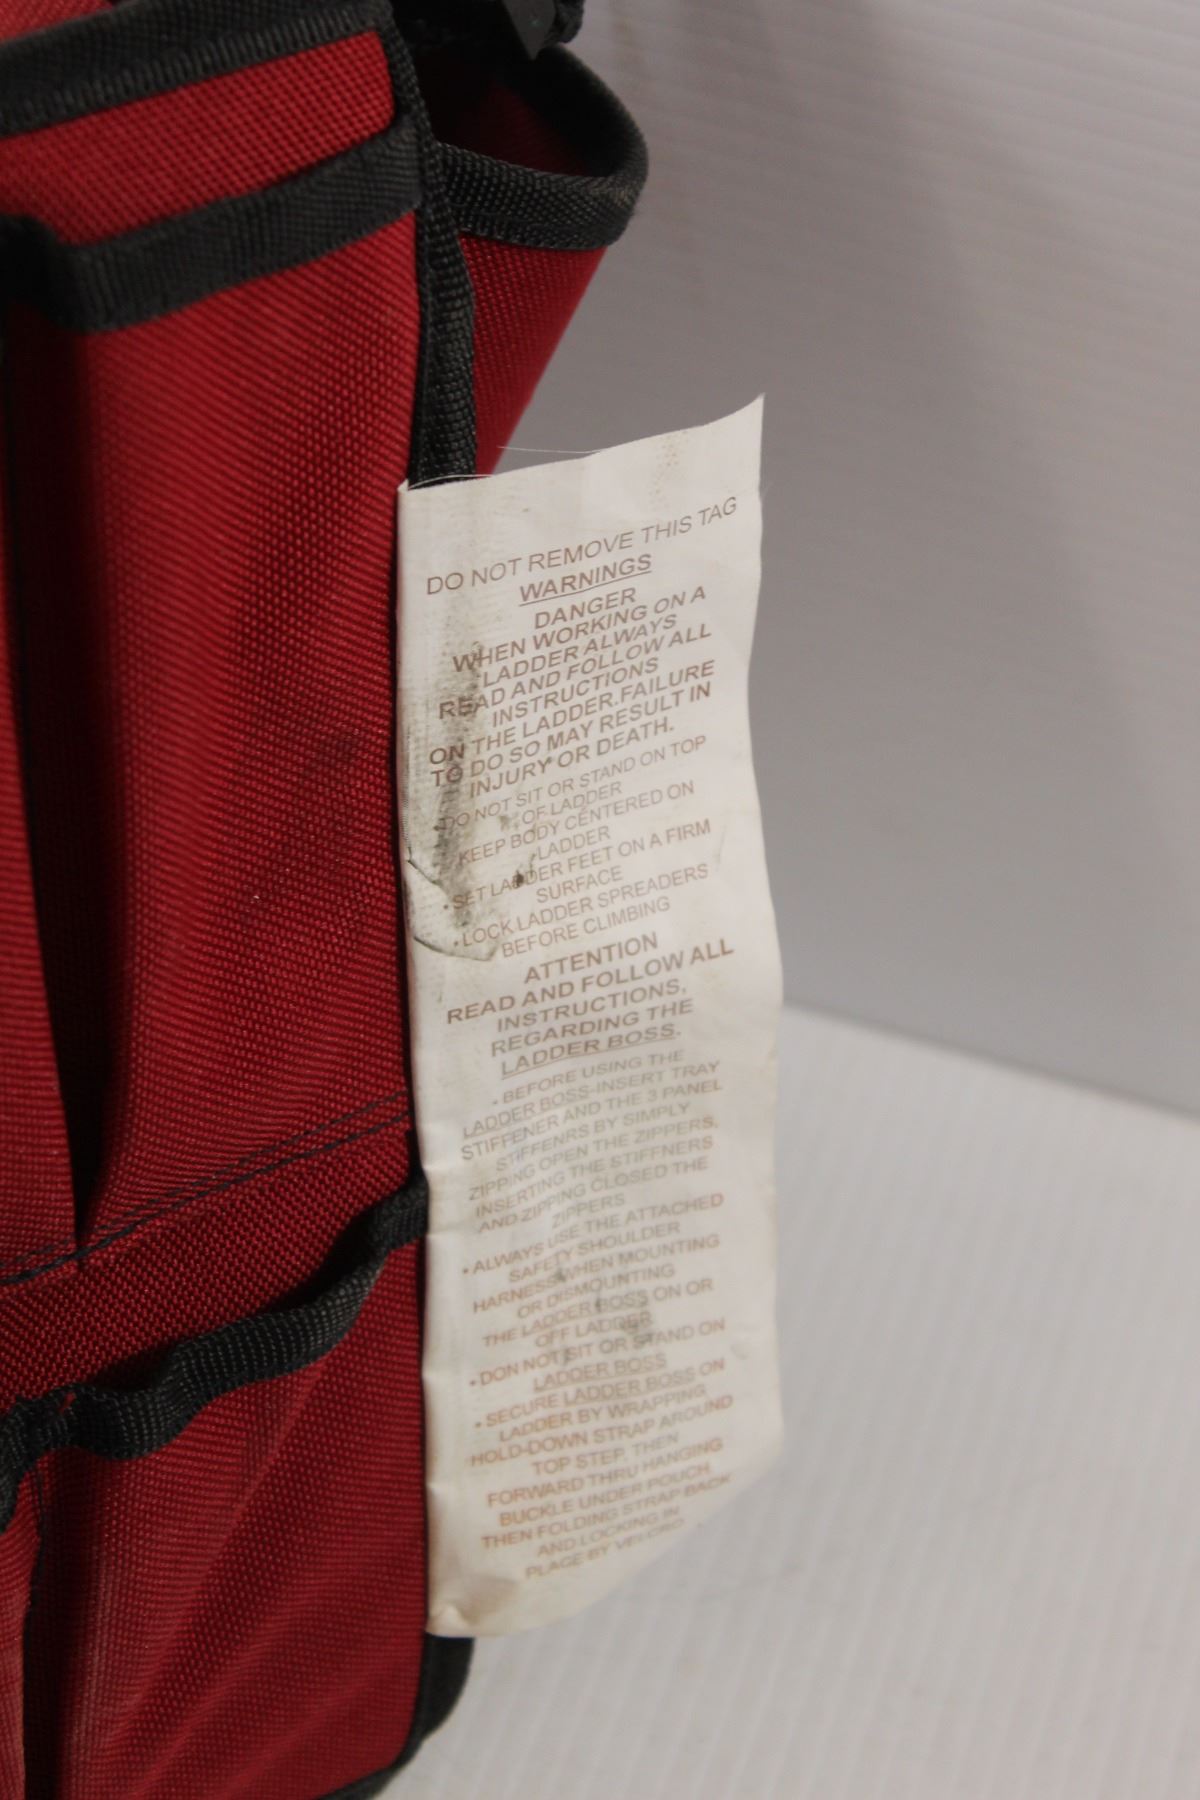 DO NOT REMOVE THIS TAG
WARNINGS
DANGER
WHEN WORKING ON A
LADDER ALWAYS
READ AND FOLLOW ALL
INSTRUCTIONS
ON THE LADDER.FAILURE
TO DO SO MAY RESULT IN
INJURY OR DEATH.
DO NOT SIT OR STAND ON TOP
OF LADDER
KEEP BODY CENTERED ON
LADDER
• SET LADDER FEET ON A FIRM
SURFACE
• LOCK LADDER SPREADERS
BEFORE CLIMBING
ATTENTION
READ AND FOLLOW ALL
INSTRUCTIONS,
REGARDING THE
LADDER BOSS.
• BEFORE USING THE
LADDER BOSS-INSERT TRAY
STIFFENER AND THE 3 PANEL
STIFFENRS BY SIMPLY
ZIPPING OPEN THE ZIPPERS,
INSERTING THE STIFFNERS
AND ZIPPING CLOSED THE
ZIPPERS
• ALWAYS USE THE ATTACHED
SAFETY SHOULDER
HARNESS WHEN MOUNTING
OR DISMOUNTING
THE LADDER BOSS ON OR
OFF LADDER
• DON NOT SIT OR STAND ON
LADDER BOSS
• SECURE LADDER BOSS ON
LADDER BY WRAPPING
HOLD-DOWN STRAP AROUND
TOP STEP, THEN
FORWARD THRU HANGING
BUCKLE UNDER POUCH
THEN FOLDING STRAP BACK
AND LOCKING IN
PLACE BY VELCRO